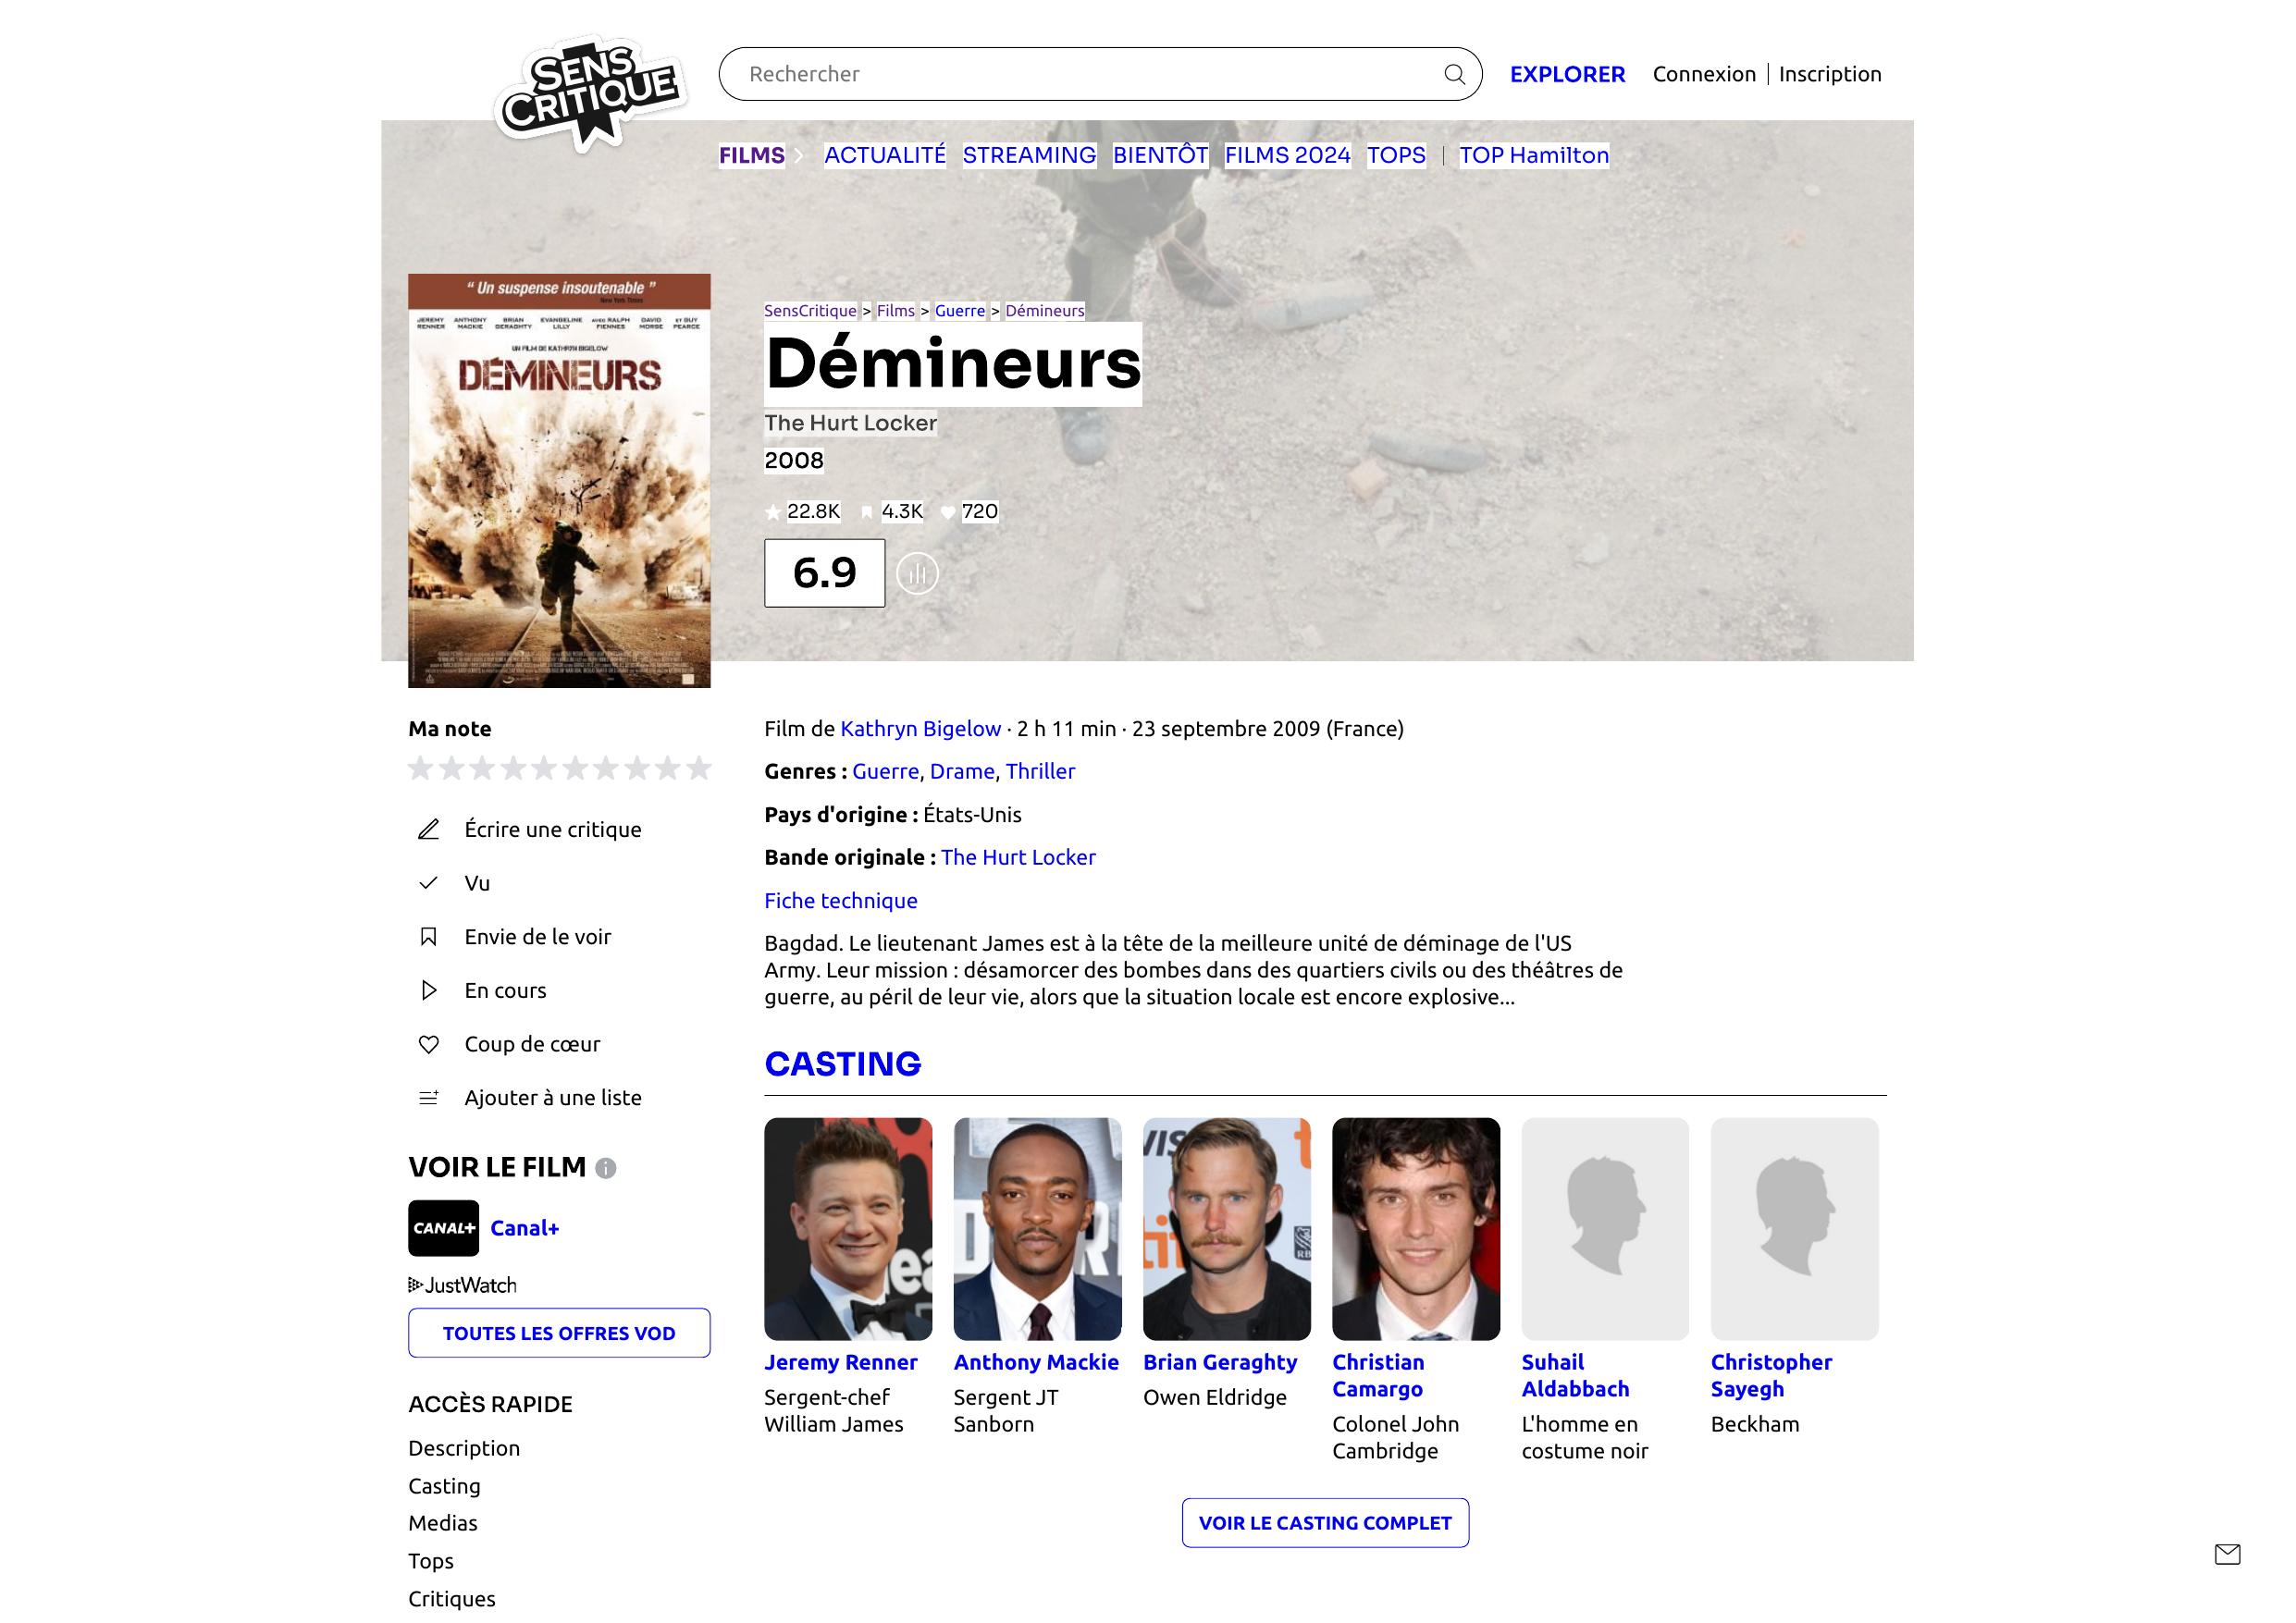 SENS
CRITIQUE
Rechercher
EXPLORER
Connexion | Inscription
FILMS
ACTUALITÉ
STREAMING
BIENTÔT
FILMS 2024
TOPS
|
TOP Hamilton
“ Un suspense insoutenable ”
New York Times
JEREMY RENNER
ANTHONY MACKIE
BRIAN GERAGHTY
EVANGELINE LILLY
AVEC RALPH FIENNES
DAVID MORSE
ET GUY PEARCE
UN FILM DE KATHRYN BIGELOW
DÉMINEURS
SensCritique > Films > Guerre > Démineurs
Démineurs
The Hurt Locker
2008
22.8K
4.3K
720
6.9
Ma note
Écrire une critique
Vu
Envie de le voir
En cours
Coup de cœur
Ajouter à une liste
VOIR LE FILM
CANAL+
Canal+
JustWatch
TOUTES LES OFFRES VOD
ACCÈS RAPIDE
Description
Casting
Medias
Tops
Critiques
Film de Kathryn Bigelow · 2 h 11 min · 23 septembre 2009 (France)
Genres : Guerre, Drame, Thriller
Pays d'origine : États-Unis
Bande originale : The Hurt Locker
Fiche technique
Bagdad. Le lieutenant James est à la tête de la meilleure unité de déminage de l'US
Army. Leur mission : désamorcer des bombes dans des quartiers civils ou des théâtres de
guerre, au péril de leur vie, alors que la situation locale est encore explosive...
CASTING
Jeremy Renner
Sergent-chef
William James
Anthony Mackie
Sergent JT
Sanborn
Brian Geraghty
Owen Eldridge
Christian
Camargo
Colonel John
Cambridge
Suhail
Aldabbach
L'homme en
costume noir
Christopher
Sayegh
Beckham
VOIR LE CASTING COMPLET